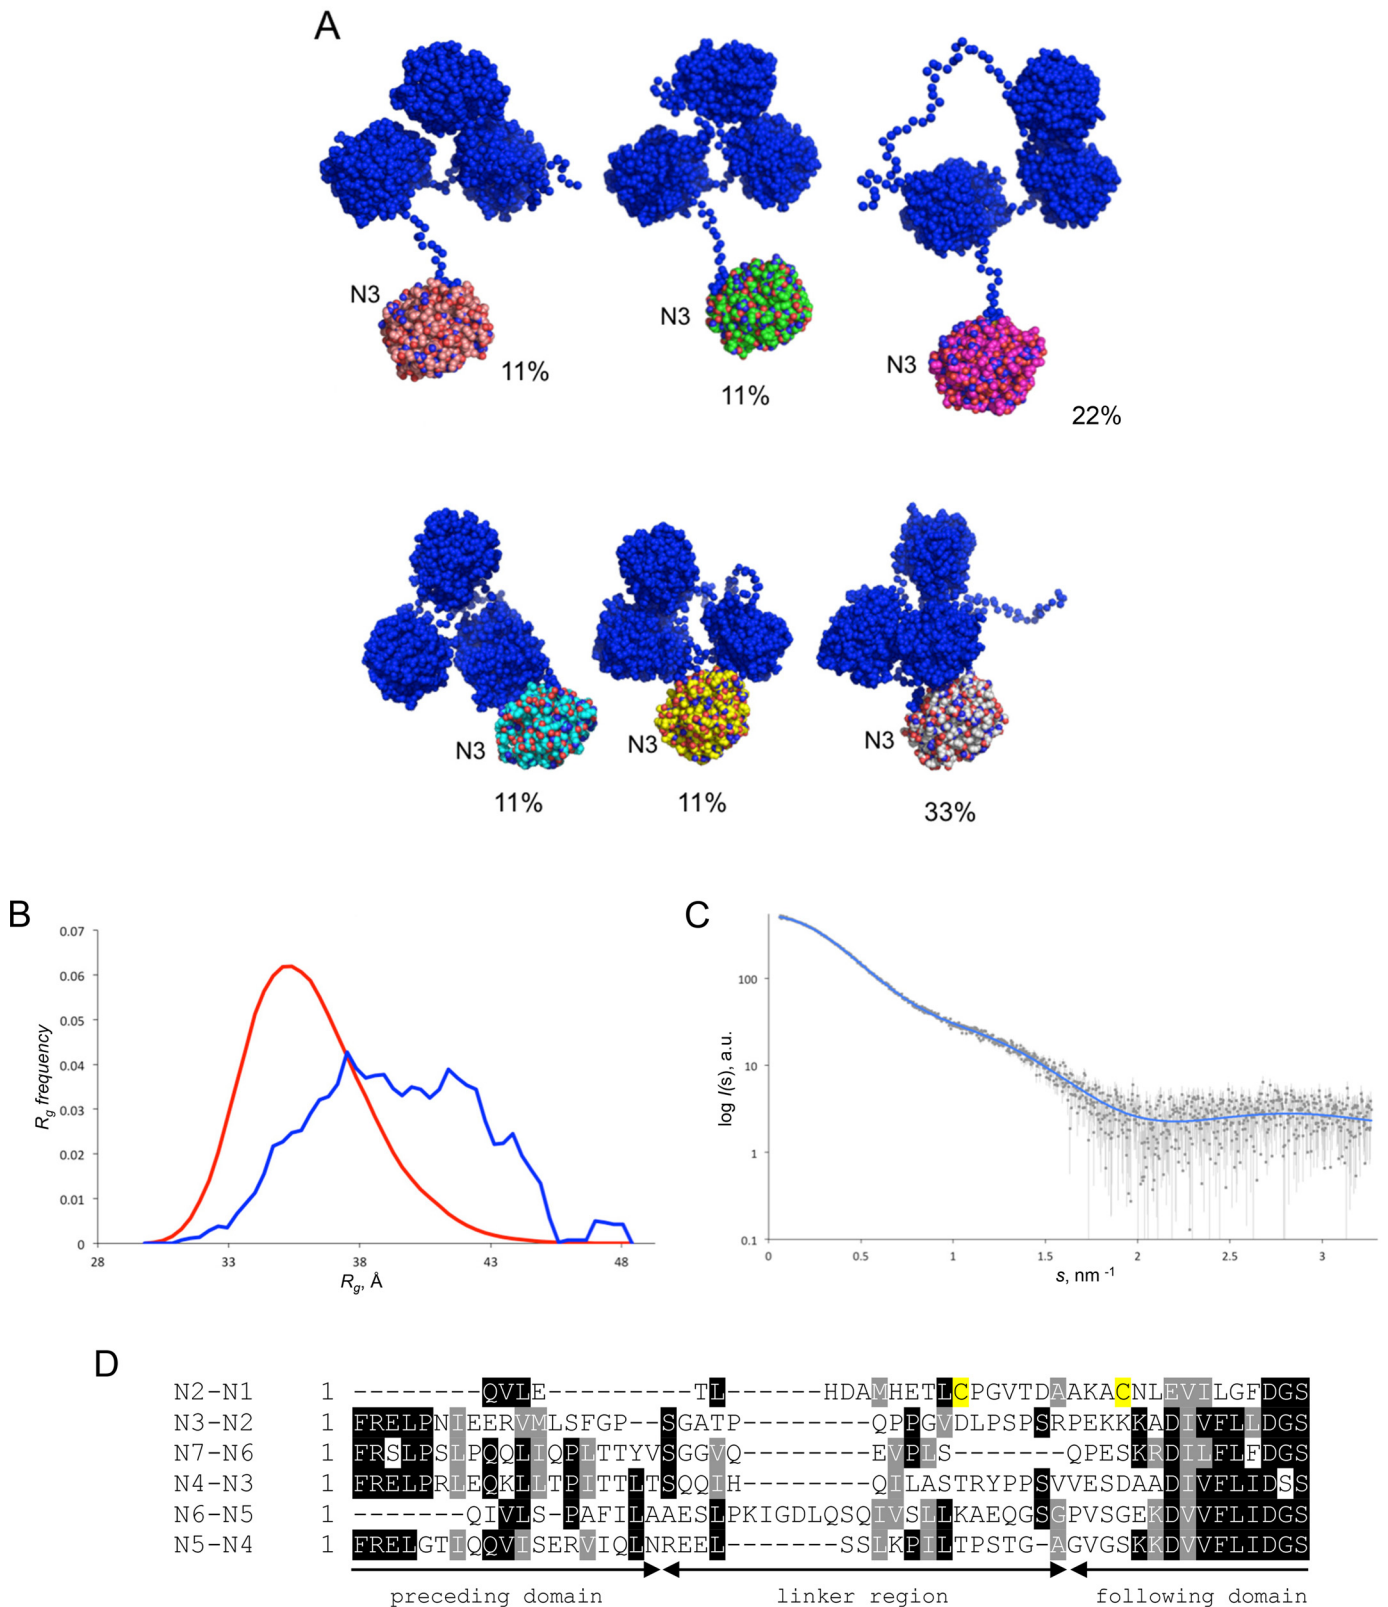 A
N3
11%
N3
11%
N3
22%
N3
11%
N3
11%
N3
33%
B
0.07
0.06
0.05
0.04
0.03
0.02
0.01
0
Rg frequency
28 33 38 43 48
Rg, Å
C
100
10
1
0.1
log I(s), a.u.
0 0.5 1 1.5 2 2.5 3
s, nm -1
D
N2-N1 1 --------QVLE---------TL------HDAMHETLCPGVTDAAKACNLEVILGFDGS
N3-N2 1 FRELPNIEERVMLSFGP--SGATP--------QPPGVDLPSPSRPEKKKADIVFLLDGS
N7-N6 1 FRSLPSLPQQLIQPLTTYVSGGVQ--------EVPLS-------QPESKRDILFLFDGS
N4-N3 1 FRELPRLEQKLLTPITTLTSQQIH--------QILASTRYPPSVVESDAADIVFLIDSS
N6-N5 1 -------QIVLS-PAFILAAESLPKIGDLQSQIVSLLKAEQGSGPVSGEKDVVFLIDGS
N5-N4 1 FRELGTIQQVISERVIQLNREEL-------SSLKPILTPSTG-AGVGSKKDVVFLIDGS
preceding domain linker region following domain